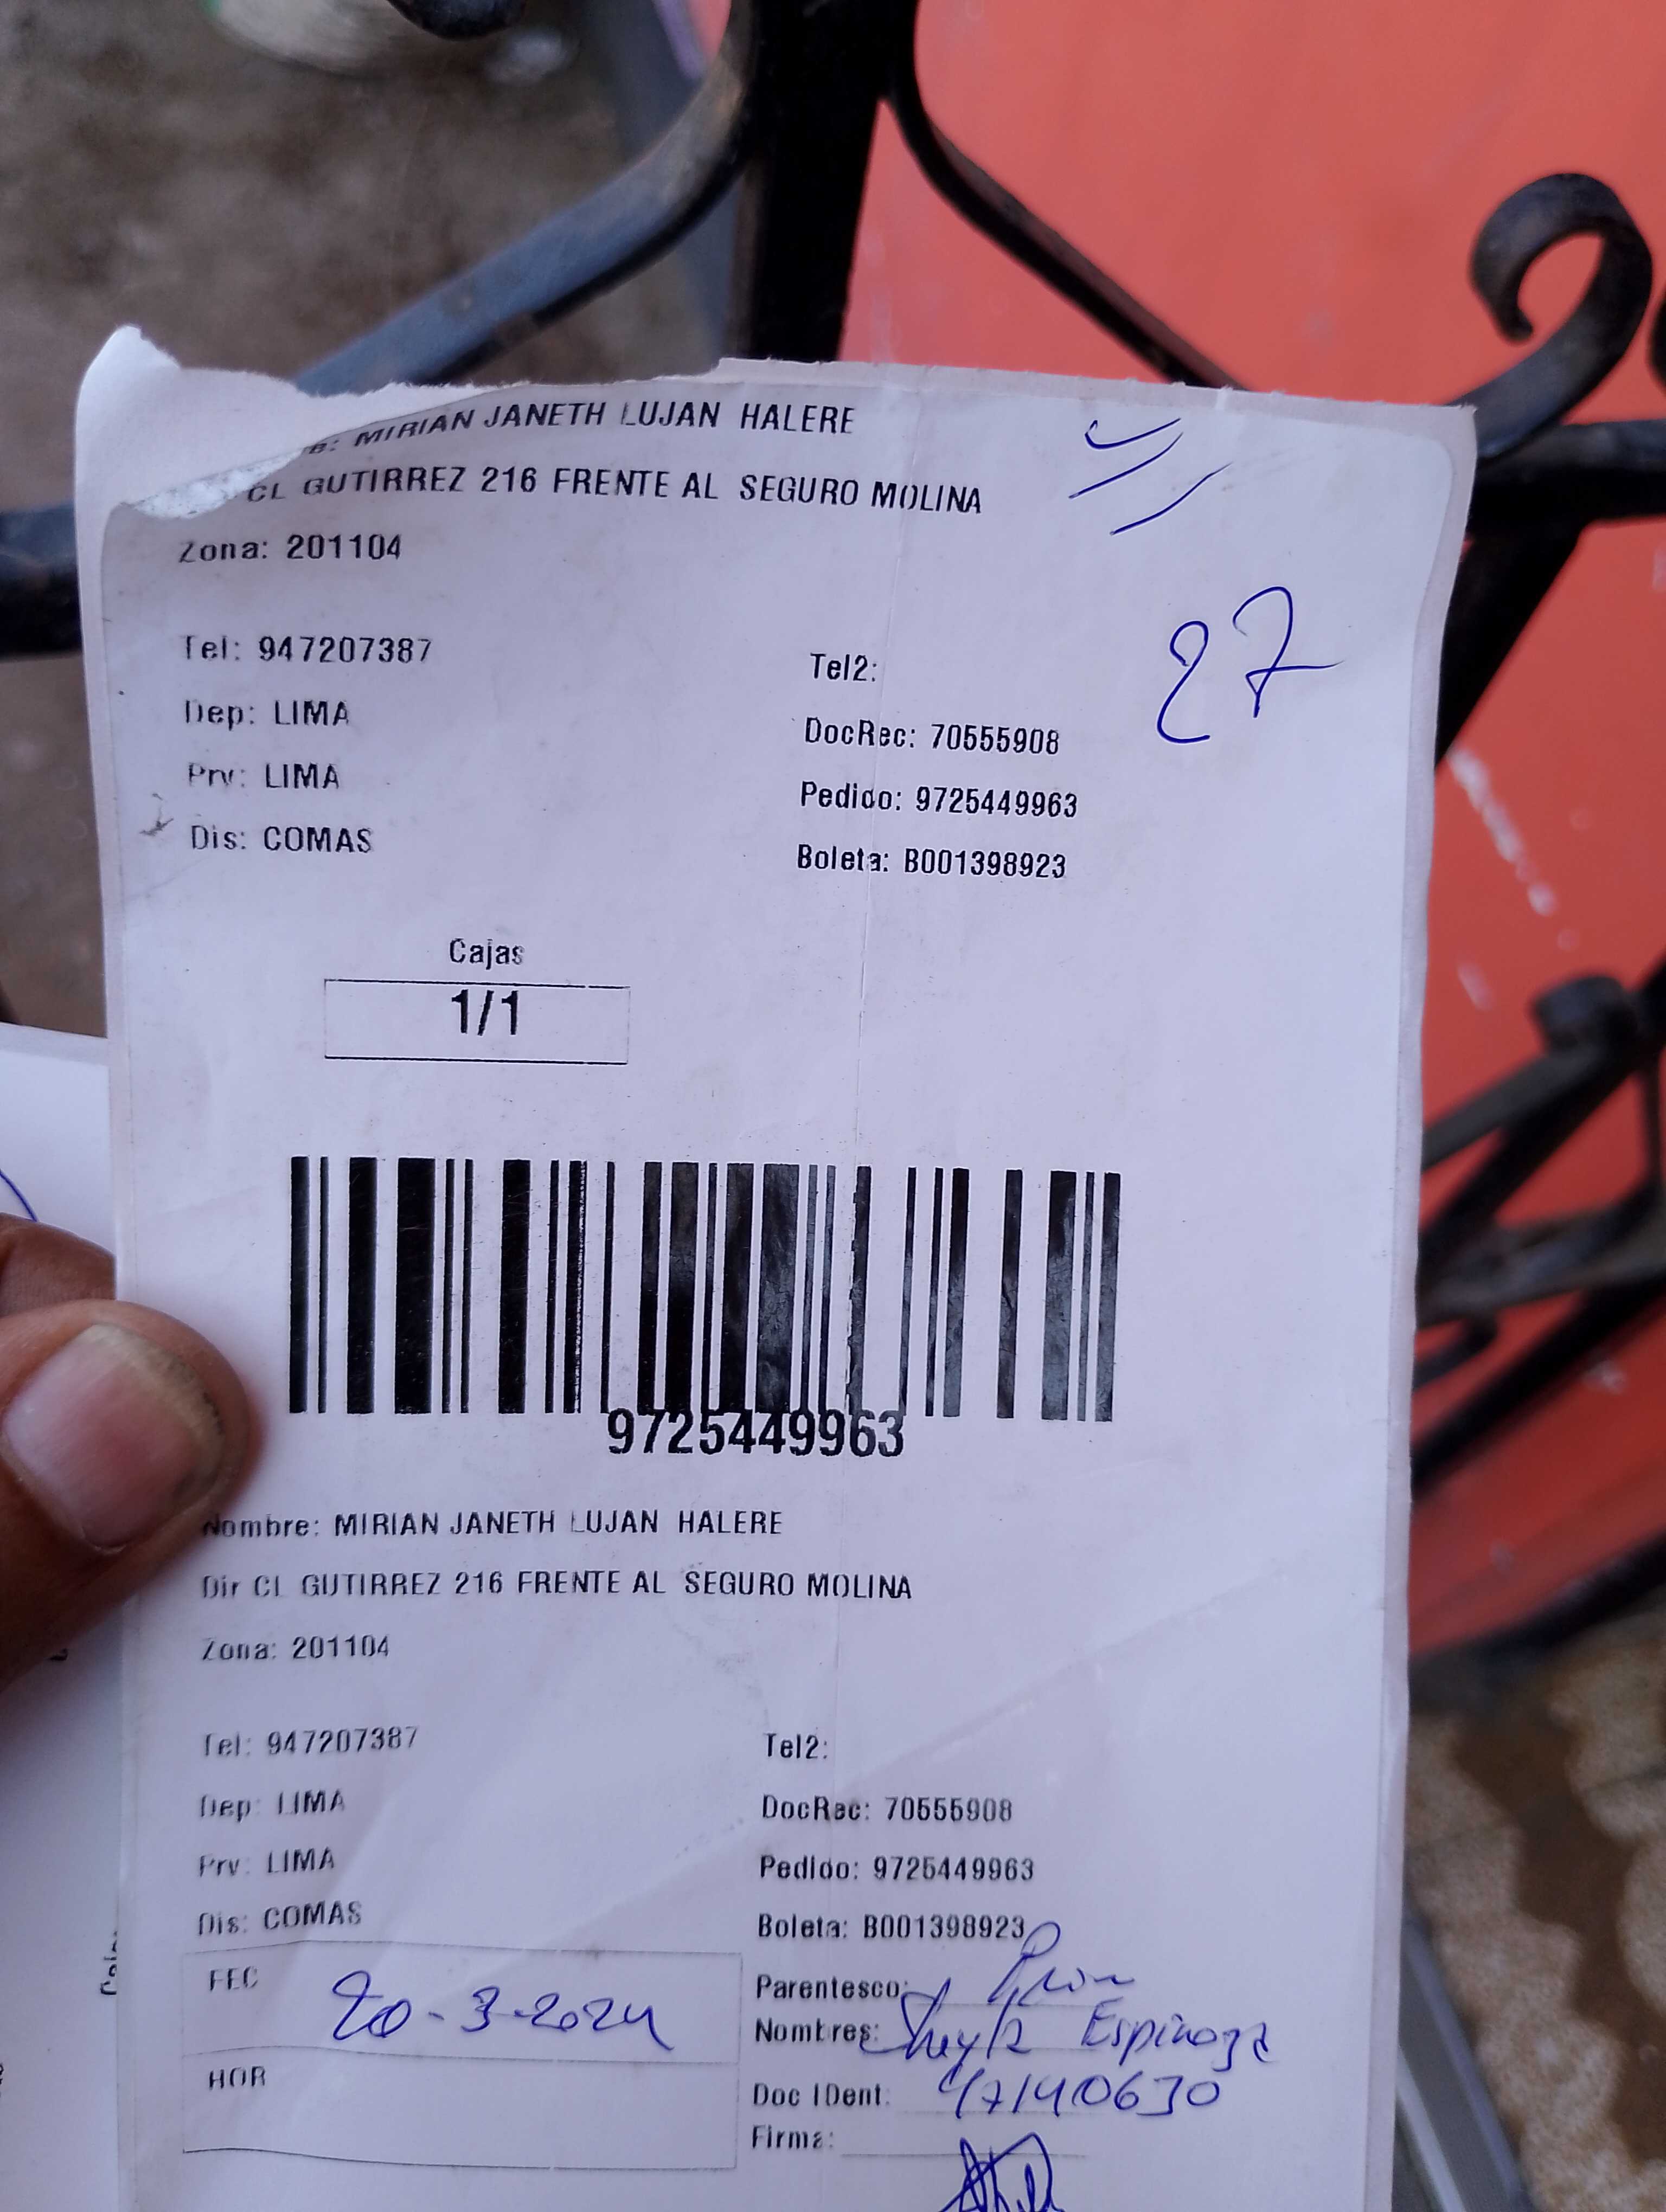 B: MIRIAN JANETH LUJAN HALERE
CL GUTIRREZ 216 FRENTE AL SEGURO MOLINA
Zona: 201104
27
Tel: 947207387
Tel2:
Dep: LIMA
DocRec: 70555908
Prv: LIMA
Pedido: 9725449963
Dis: COMAS
Boleta: B001398923
Cajas
1/1
9725449963
Nombre: MIRIAN JANETH LUJAN HALERE
Dir CL GUTIRREZ 216 FRENTE AL SEGURO MOLINA
Zona: 201104
Tel: 947207387
Tel2:
Dep: LIMA
DocRec: 70555908
Prv: LIMA
Pedido: 9725449963
Dis: COMAS
Boleta: B001398923
FEC 20-3-2024
Parentesco:
Nombres: Espinoza
HOR
Doc IDent: 47140630
Firma: